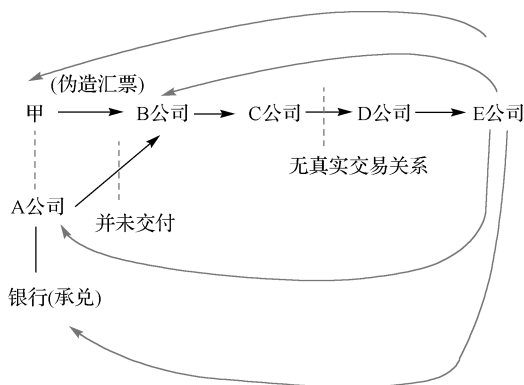 (伪造汇票)
甲 B公司 C公司 D公司 E公司
无真实交易关系
A公司
并未交付
银行(承兑)